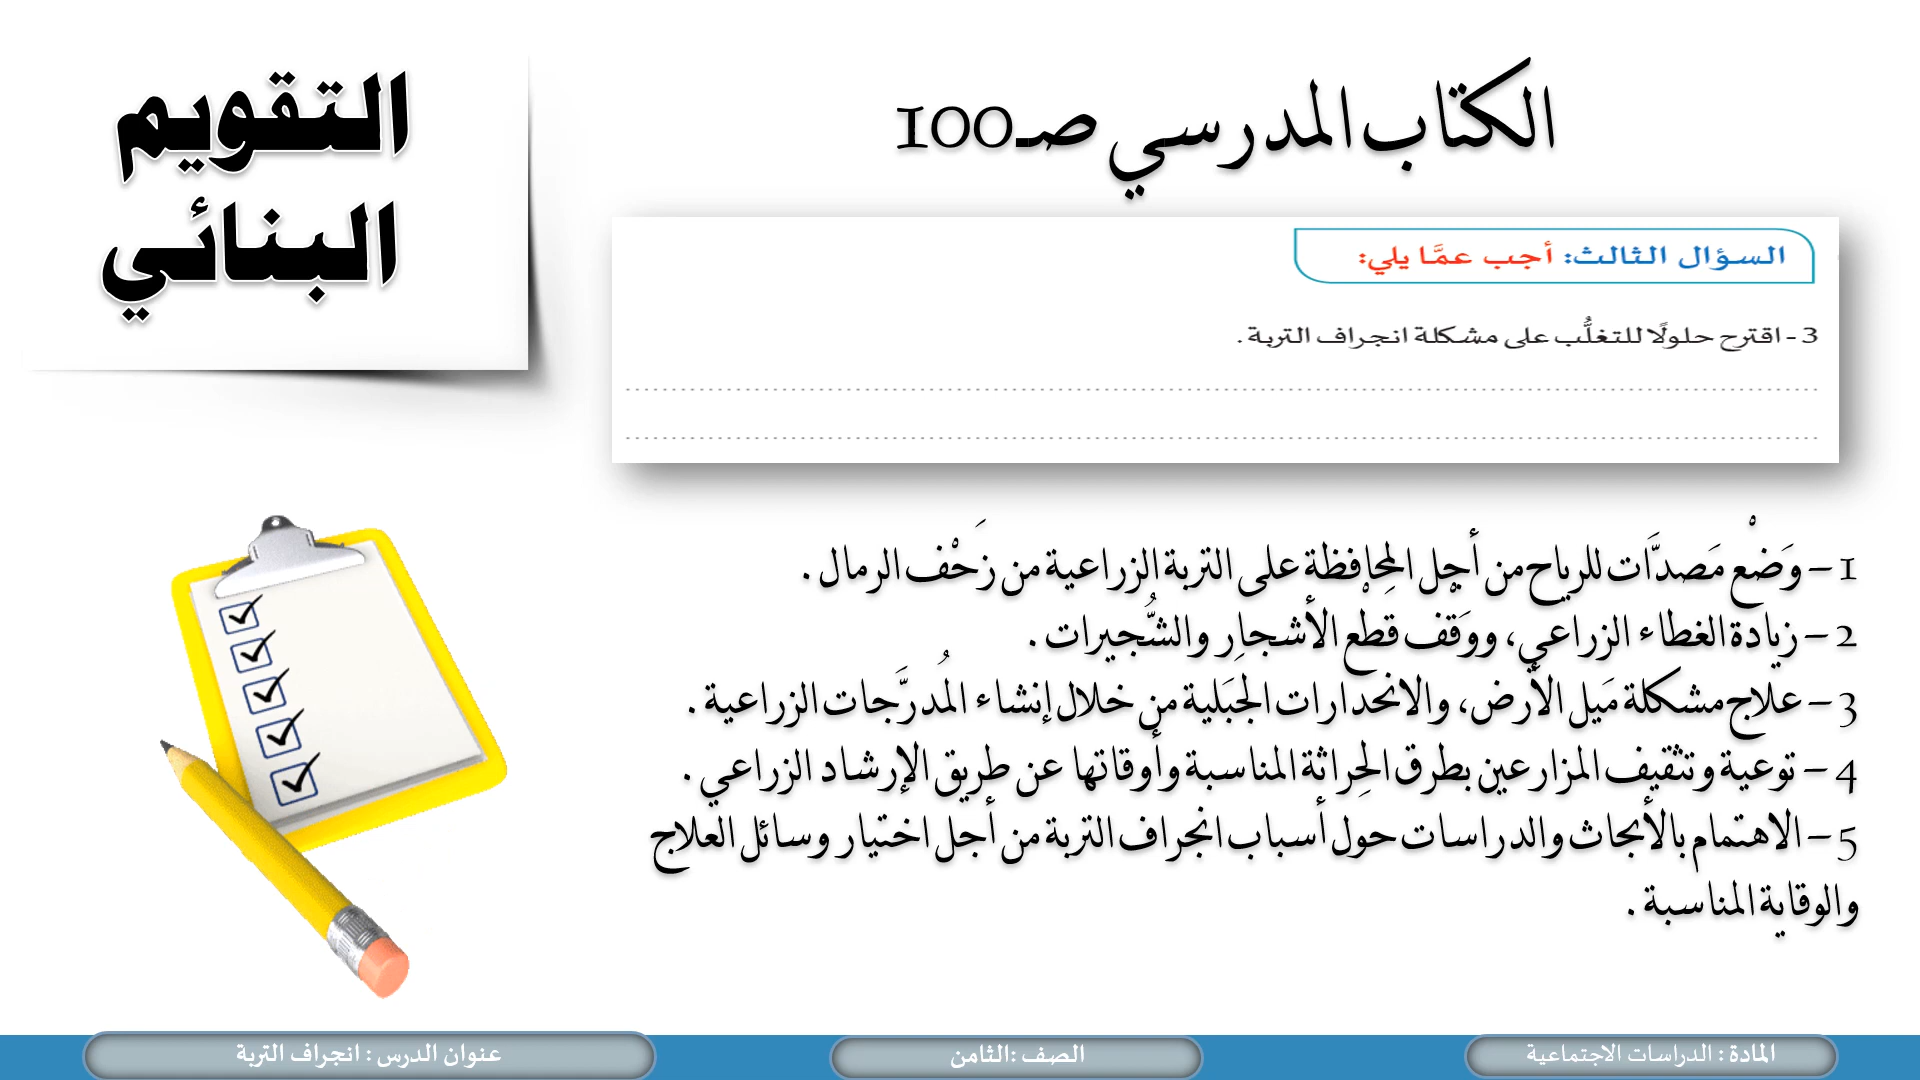 الكتاب المدرسي صـ100
التقويم
البنائي
السؤال الثالث: أجب عمَّا يلي:
3 - اقترح حلولًا للتغلُّب على مشكلة انجراف التربة .
1 – وَضْع مَصدَّات للرياح من أجل المحافظة على التربة الزراعية من زَحْف الرمال .
2 – زيادة الغطاء الزراعي، ووَقْف قطْع الأشجارِ والشُّجيرات .
3 – علاج مشكلة مَيل الأرض، والانحدارات الجَبَلية من خلال إنشاء المُدرَّجات الزراعية .
4 – توعية وتثقيف المزارعين بطرق الحِراثة المناسبة وأوقاتها عن طريق الإرشاد الزراعي .
5 – الاهتمام بالأبحاث والدراسات حول أسباب انجراف التربة من أجل اختيار وسائل العلاج
والوقاية المناسبة .
المادة : الدراسات الاجتماعية
الصف :الثامن
عنوان الدرس : انجراف التربة